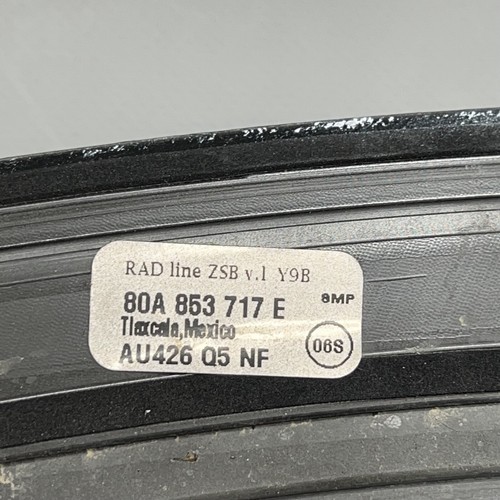 RAD line ZSB v.1 Y9B
80A 853 717 E 8MP
Tlaxcala,Mexico
AU426 Q5 NF 06S